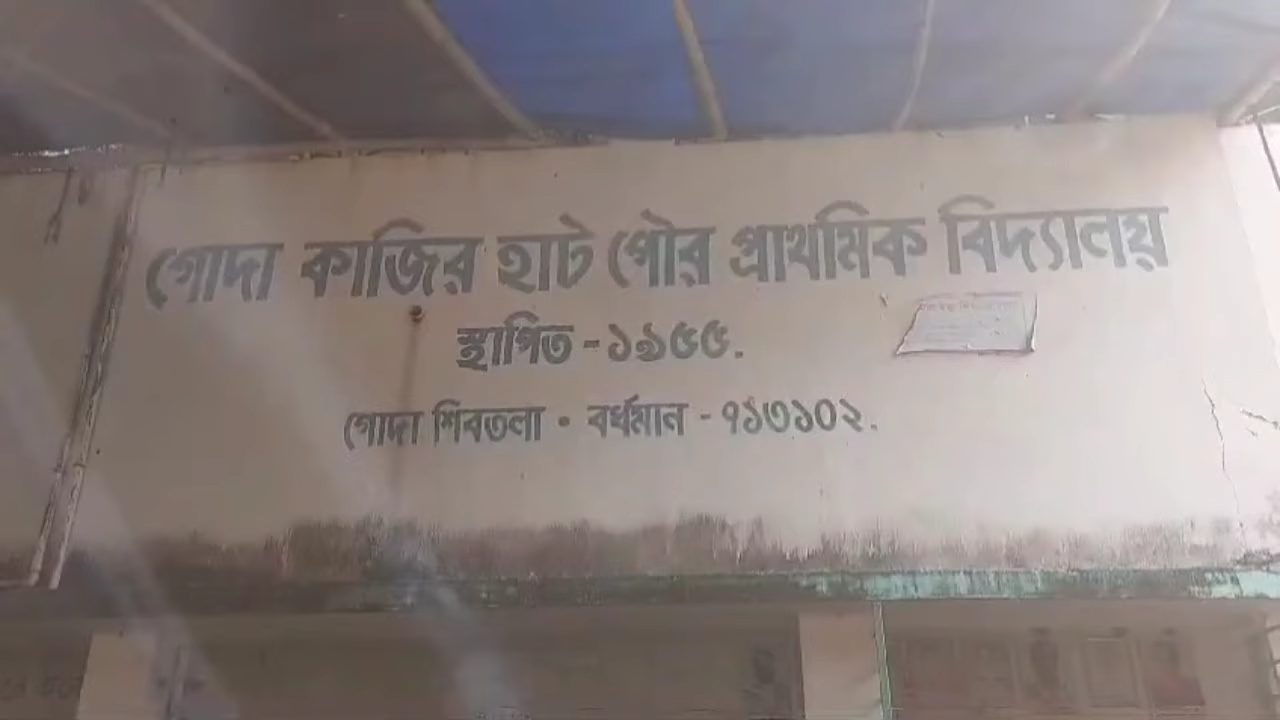 গোদা কাজির হাট পৌর প্রাথমিক বিদ্যালয়
স্থাপিত - ১৯৫৫.
গোদা শিবতলা • বর্ধমান - ৭১৩১০২.